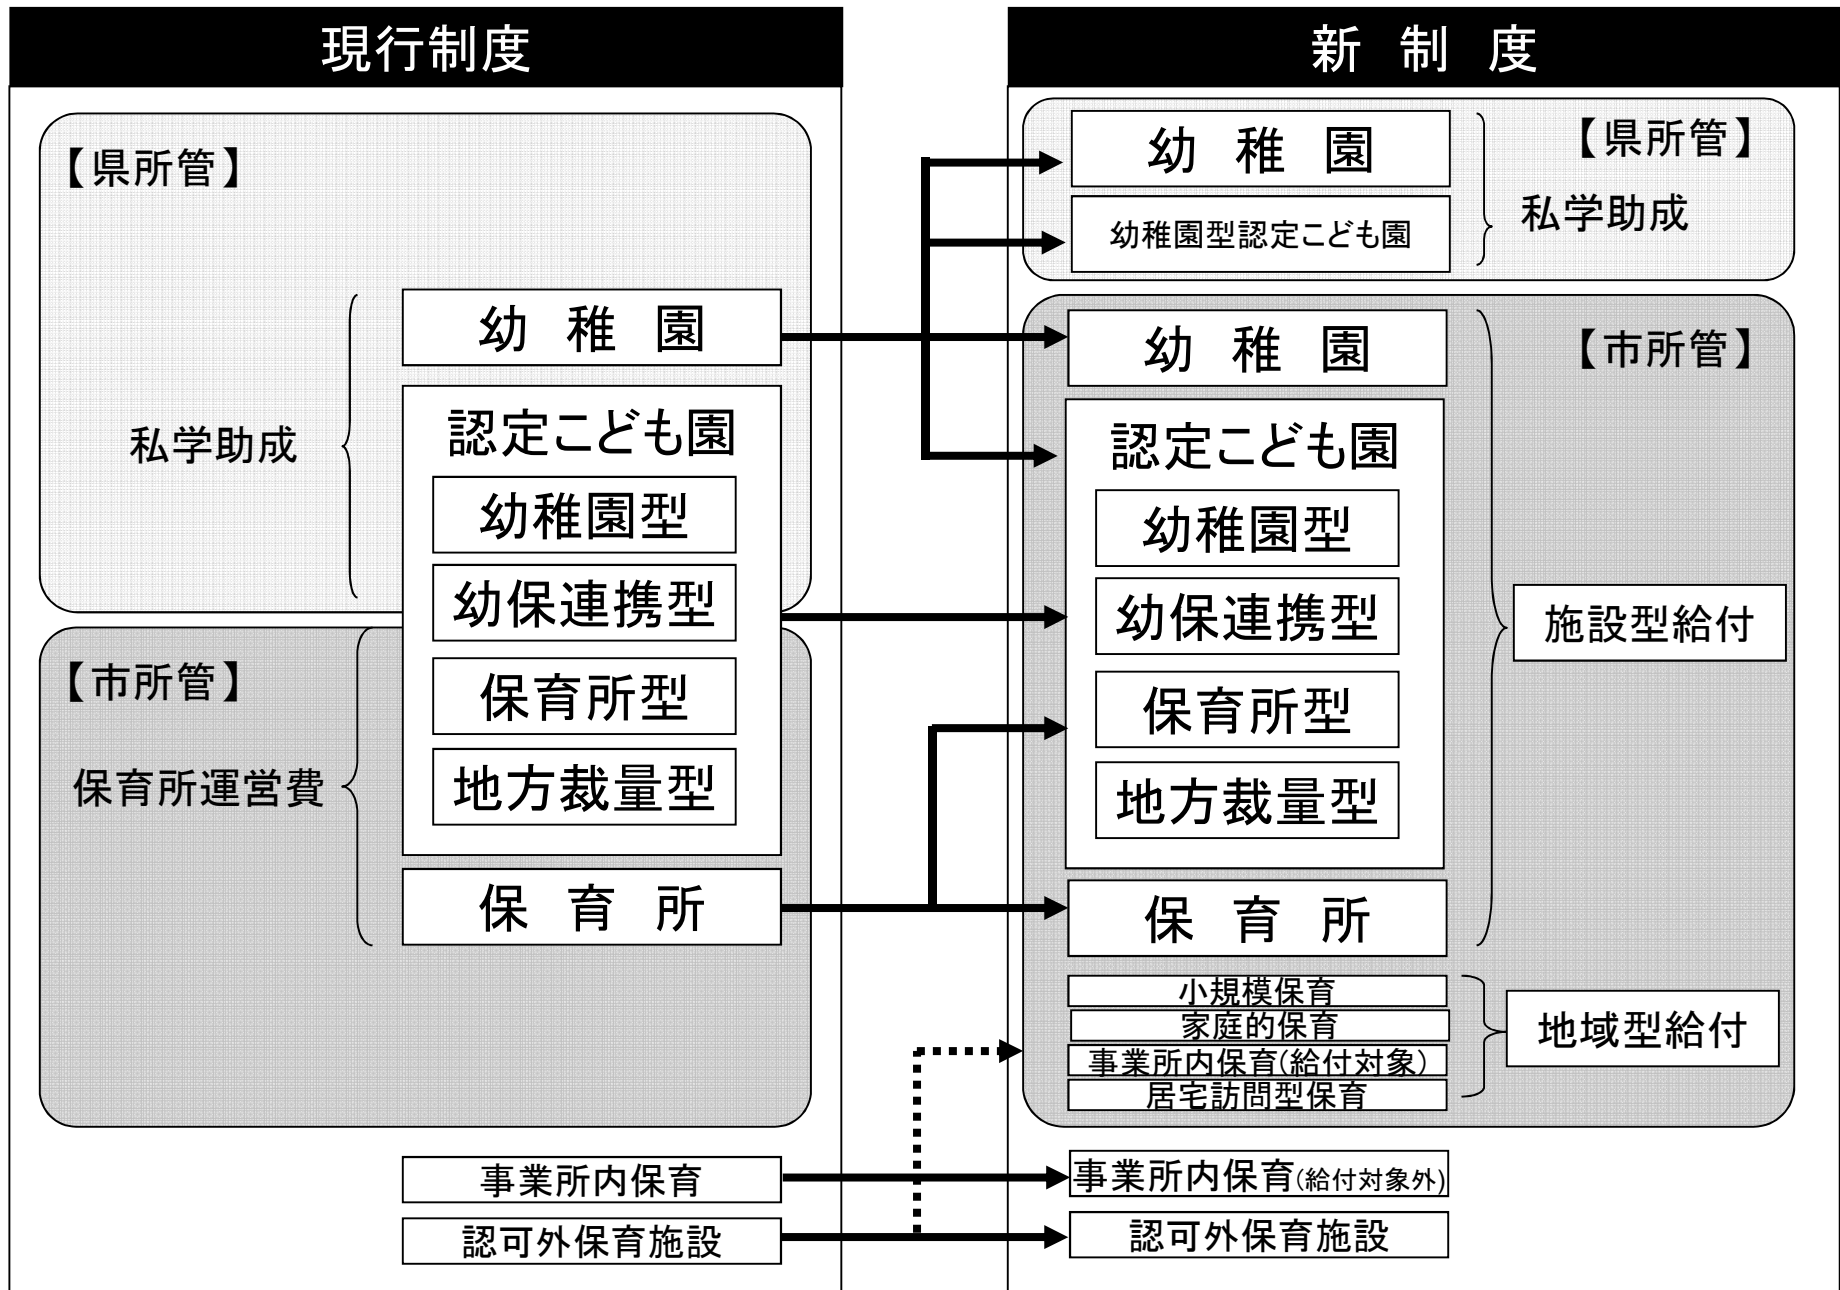 現行制度
【県所管】
幼 稚 園
私学助成
認定こども園
幼稚園型
幼保連携型
【市所管】
保育所型
保育所運営費
地方裁量型
保 育 所
事業所内保育
認可外保育施設
新 制 度
幼 稚 園
【県所管】
幼稚園型認定こども園
私学助成
幼 稚 園
【市所管】
認定こども園
幼稚園型
幼保連携型
施設型給付
保育所型
地方裁量型
保 育 所
小規模保育
家庭的保育
地域型給付
事業所内保育(給付対象)
居宅訪問型保育
事業所内保育(給付対象外)
認可外保育施設